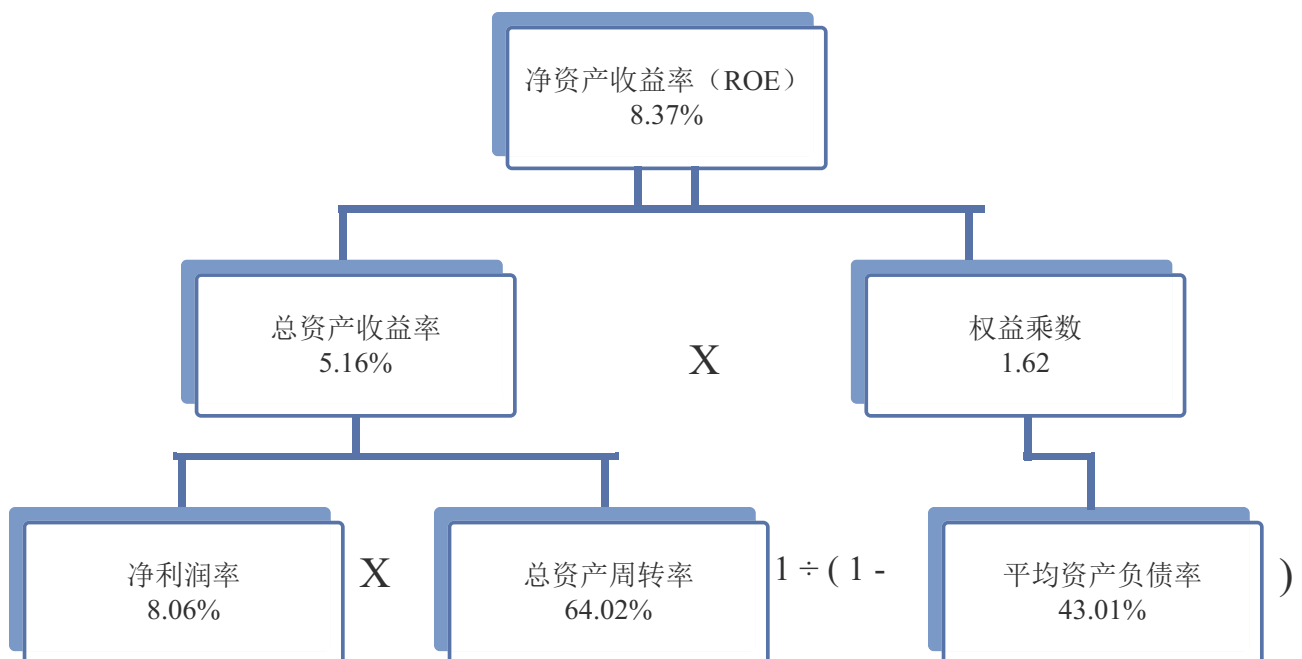 净资产收益率（ROE）
8.37%
总资产收益率
5.16%
X
权益乘数
1.62
净利润率
8.06%
X
总资产周转率
64.02%
1 ÷ ( 1 -
平均资产负债率
43.01%
)